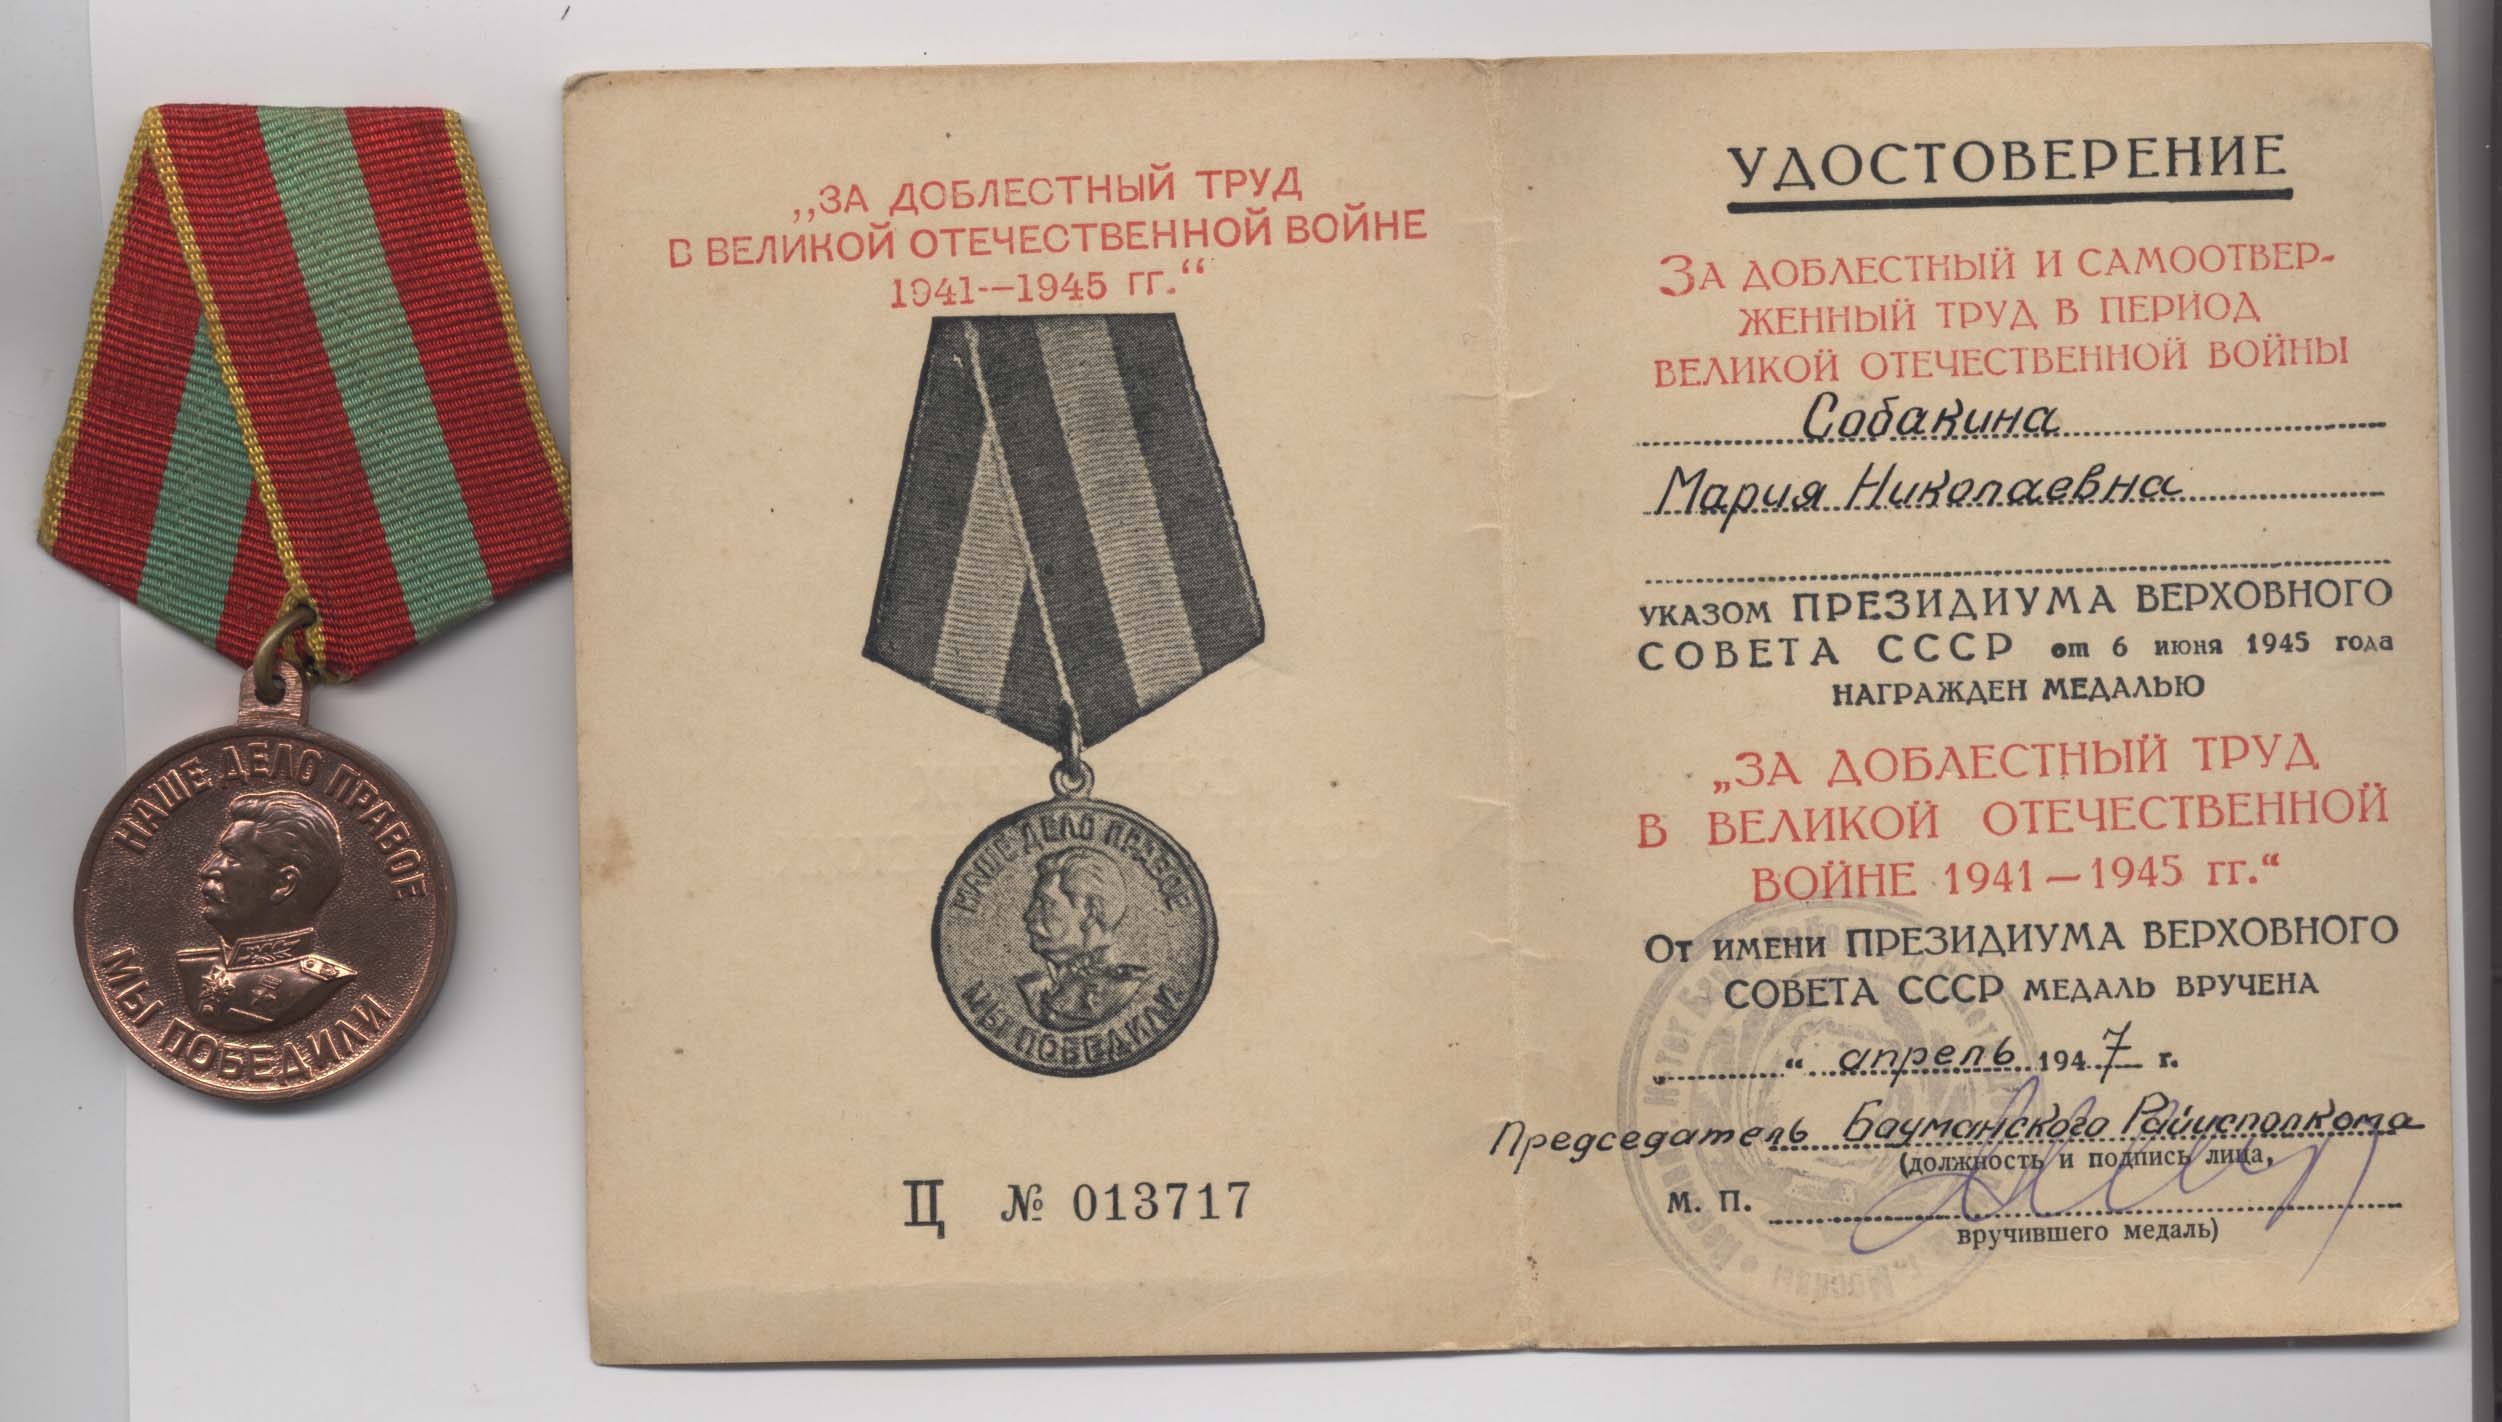 НАШЕ ДЕЛО ПРАВОЕ
МЫ ПОБЕДИЛИ
„ЗА ДОБЛЕСТНЫЙ ТРУД
В ВЕЛИКОЙ ОТЕЧЕСТВЕННОЙ ВОЙНЕ
1941—1945 ГГ.“
НАШЕ ДЕЛО ПРАВОЕ
МЫ ПОБЕДИЛИ
Ц № 013717
УДОСТОВЕРЕНИЕ
ЗА ДОБЛЕСТНЫЙ И САМООТВЕР-
ЖЕННЫЙ ТРУД В ПЕРИОД
ВЕЛИКОЙ ОТЕЧЕСТВЕННОЙ ВОЙНЫ
Собакина
Мария Николаевна
УКАЗОМ ПРЕЗИДИУМА ВЕРХОВНОГО
СОВЕТА СССР от 6 июня 1945 года
НАГРАЖДЕН МЕДАЛЬЮ
„ЗА ДОБЛЕСТНЫЙ ТРУД
В ВЕЛИКОЙ ОТЕЧЕСТВЕННОЙ
ВОЙНЕ 1941—1945 гг.“
От имени ПРЕЗИДИУМА ВЕРХОВНОГО
СОВЕТА СССР МЕДАЛЬ ВРУЧЕНА
„ “ апрель 1947 г.
Председатель Бауманского Райисполкома
(должность и подпись лица,
М. П.
вручившего медаль)
г. Москвы